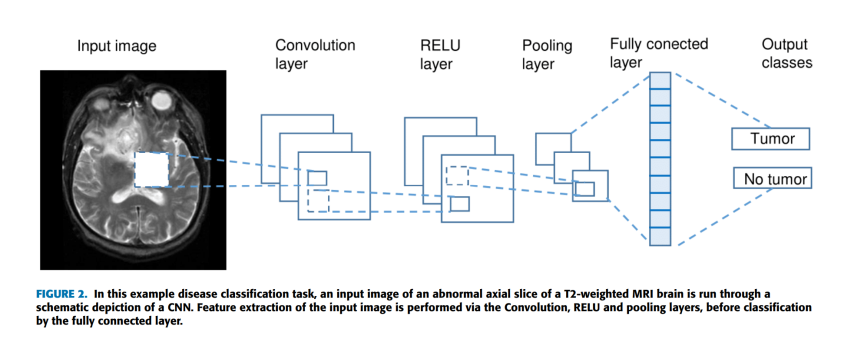 Input image
Convolution
layer
RELU
layer
Pooling
layer
Fully conected
layer
Output
classes
Tumor
No tumor
FIGURE 2. In this example disease classification task, an input image of an abnormal axial slice of a T2-weighted MRI brain is run through a
schematic depiction of a CNN. Feature extraction of the input image is performed via the Convolution, RELU and pooling layers, before classification
by the fully connected layer.